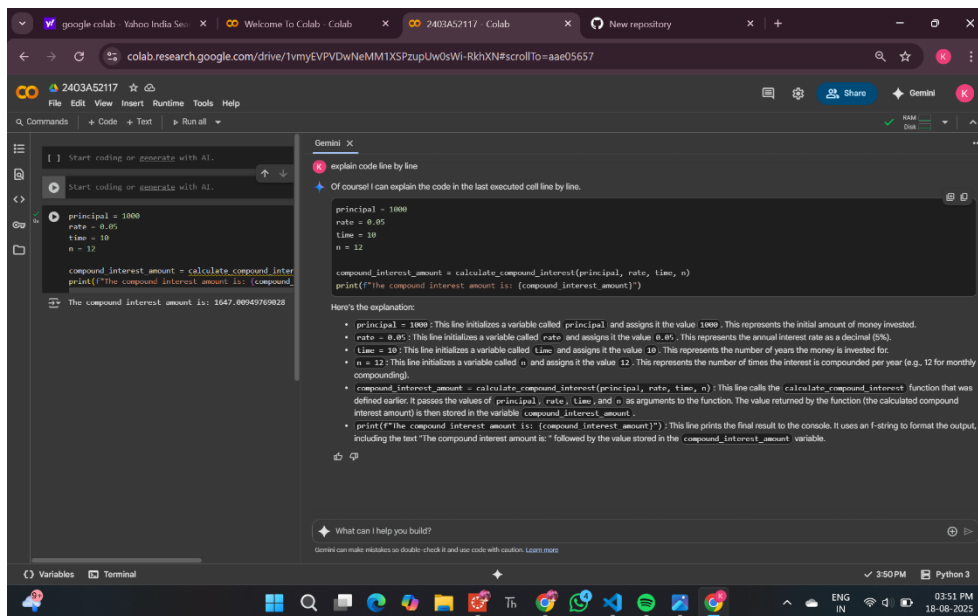 google colab - Yahoo India Sea
Welcome To Colab - Colab
2403A52117 - Colab
New repository
colab.research.google.com/drive/1vmyEVPVDwNeMM1XSPzupUw0sWi-RkhXN#scrollTo=aae05657
K
2403A52117
File Edit View Insert Runtime Tools Help
Share
Gemini
K
Commands + Code + Text Run all
RAM
Disk
[ ] Start coding or generate with AI.
Start coding or generate with AI.
principal = 1000
rate = 0.05
time = 10
n = 12
compound_interest_amount = calculate_compound_inter
print(f"The compound interest amount is: {compound_
The compound interest amount is: 1647.00949769028
Gemini
K explain code line by line
Of course! I can explain the code in the last executed cell line by line.
principal = 1000
rate = 0.05
time = 10
n = 12
compound_interest_amount = calculate_compound_interest(principal, rate, time, n)
print(f"The compound interest amount is: {compound_interest_amount}")
Here's the explanation:
• principal = 1000 : This line initializes a variable called principal and assigns it the value 1000 . This represents the initial amount of money invested.
• rate = 0.05 : This line initializes a variable called rate and assigns it the value 0.05 . This represents the annual interest rate as a decimal (5%).
• time = 10 : This line initializes a variable called time and assigns it the value 10 . This represents the number of years the money is invested for.
• n = 12 : This line initializes a variable called n and assigns it the value 12 . This represents the number of times the interest is compounded per year (e.g., 12 for monthly
compounding).
• compound_interest_amount = calculate_compound_interest(principal, rate, time, n) : This line calls the calculate_compound_interest function that was
defined earlier. It passes the values of principal , rate , time , and n as arguments to the function. The value returned by the function (the calculated compound
interest amount) is then stored in the variable compound_interest_amount .
• print(f"The compound interest amount is: {compound_interest_amount}") : This line prints the final result to the console. It uses an f-string to format the output,
including the text "The compound interest amount is: " followed by the value stored in the compound_interest_amount variable.
What can I help you build?
Gemini can make mistakes so double-check it and use code with caution. Learn more
Variables Terminal
3:50 PM Python 3
ENG
IN
03:51 PM
18-08-2025